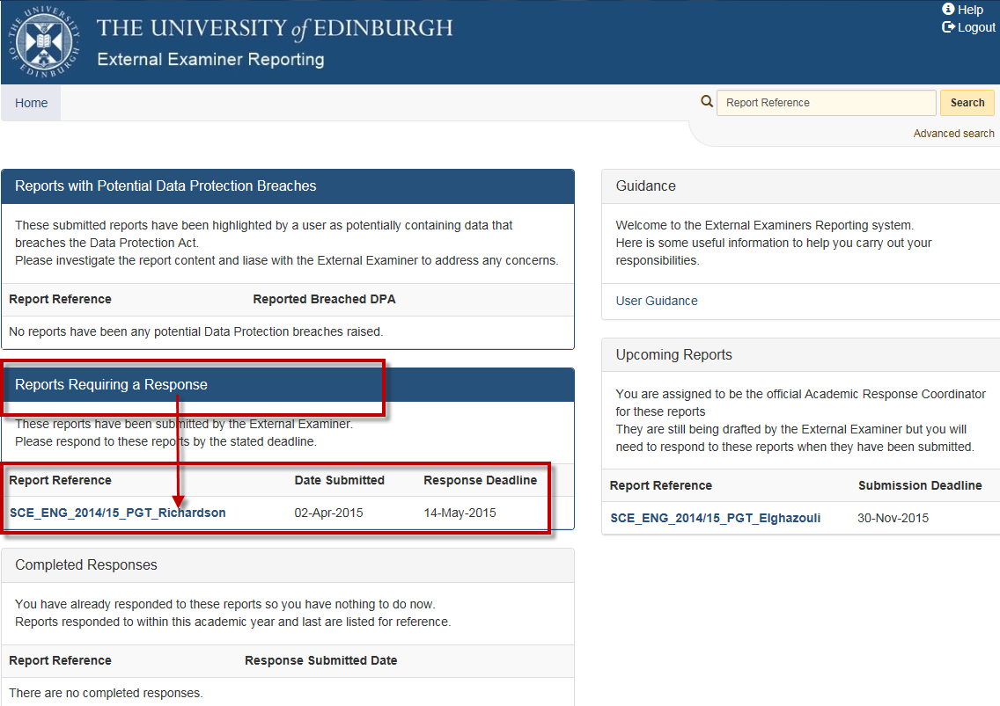 THE UNIVERSITY of EDINBURGH
External Examiner Reporting
Help
Logout
THE UNIVERSITY
OF EDINBURGH
Home
Report Reference
Search
Advanced search
Reports with Potential Data Protection Breaches
These submitted reports have been highlighted by a user as potentially containing data that
breaches the Data Protection Act.
Please investigate the report content and liase with the External Examiner to address any concerns.
Report Reference Reported Breached DPA
No reports have been any potential Data Protection breaches raised.
Reports Requiring a Response
These reports have been submitted by the External Examiner.
Please respond to these reports by the stated deadline.
Report Reference Date Submitted Response Deadline
SCE_ENG_2014/15_PGT_Richardson 02-Apr-2015 14-May-2015
Completed Responses
You have already responded to these reports so you have nothing to do now.
Reports responded to within this academic year and last are listed for reference.
Report Reference Response Submitted Date
There are no completed responses.
Guidance
Welcome to the External Examiners Reporting system.
Here is some useful information to help you carry out your
responsibilities.
User Guidance
Upcoming Reports
You are assigned to be the official Academic Response Coordinator
for these reports
They are still being drafted by the External Examiner but you will
need to respond to these reports when they have been submitted.
Report Reference Submission Deadline
SCE_ENG_2014/15_PGT_Elghazouli 30-Nov-2015